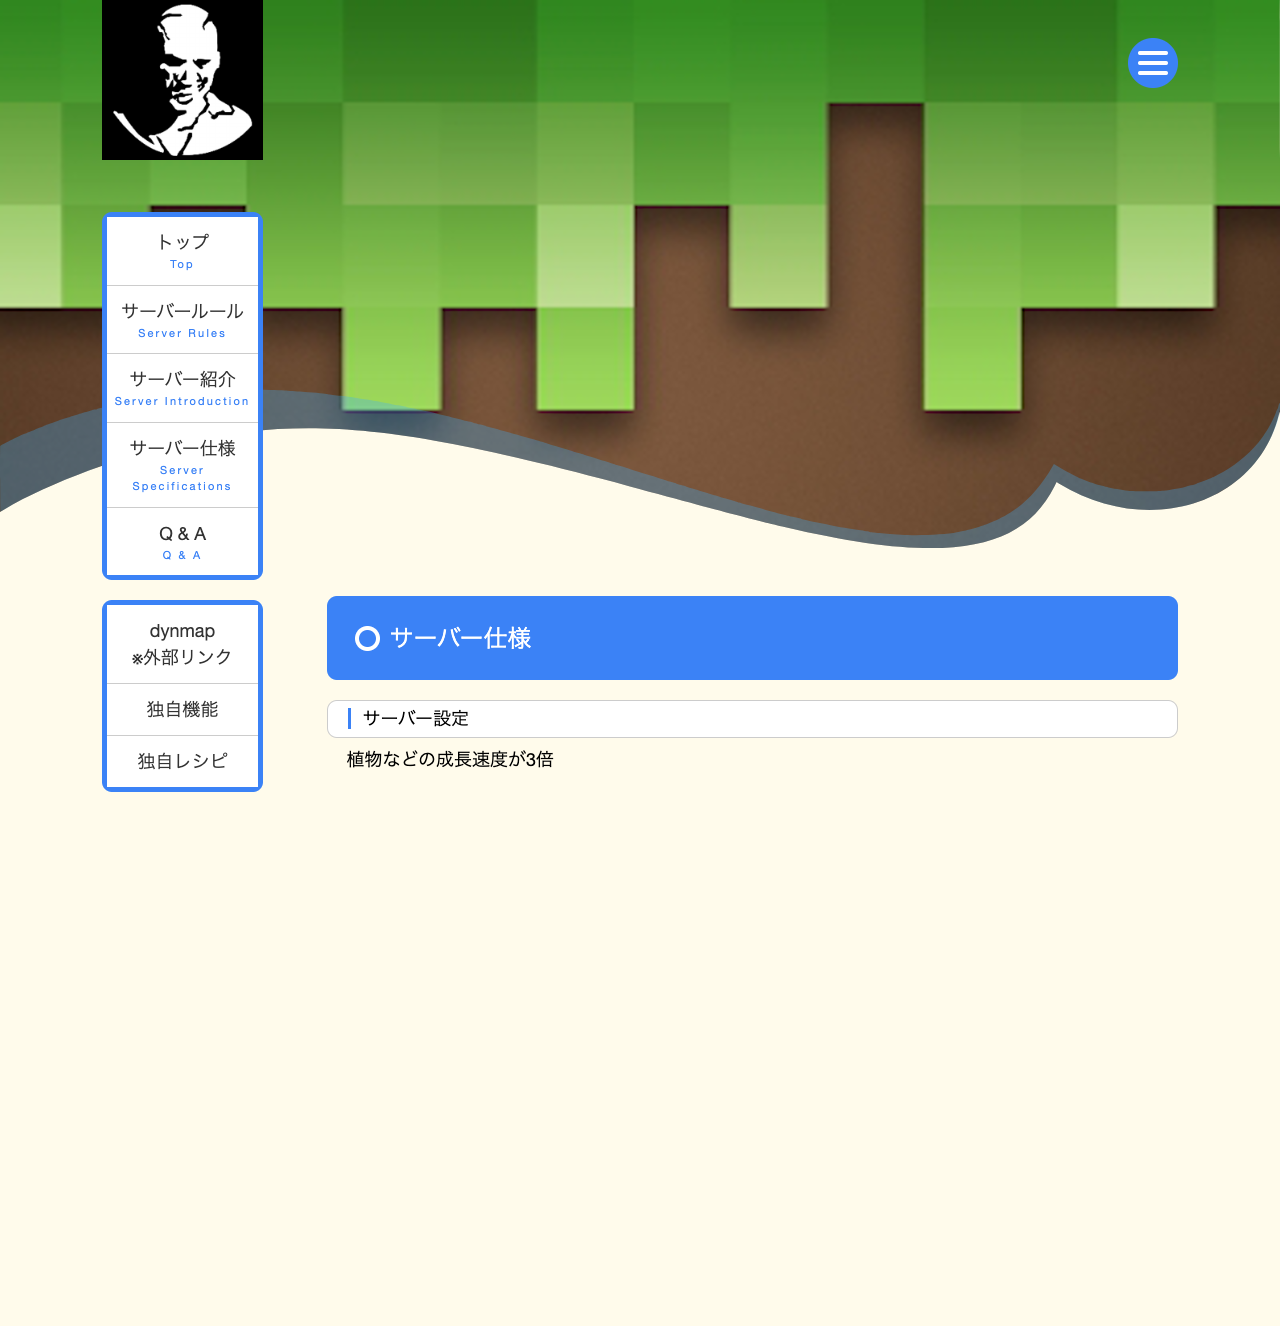 トップ
Top
サーバールール
Server Rules
サーバー紹介
Server Introduction
サーバー仕様
Server
Specifications
Q & A
Q & A
dynmap
※外部リンク
独自機能
独自レシピ
サーバー仕様
サーバー設定
植物などの成長速度が3倍